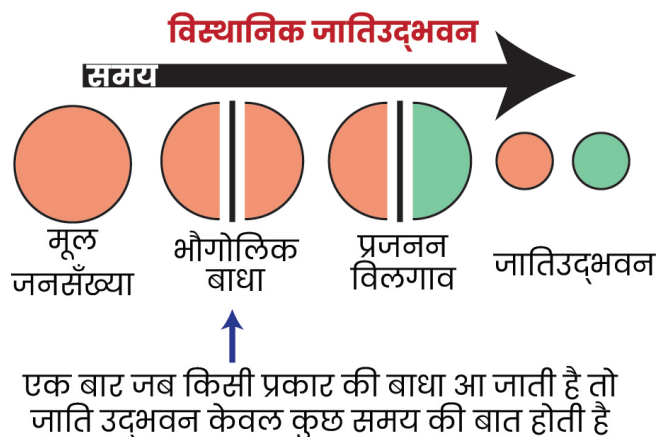 विस्थानिक जातिउद्भवन
समय
मूल
जनसँख्या
भौगोलिक
बाधा
प्रजनन
विलगाव
जातिउद्भवन
एक बार जब किसी प्रकार की बाधा आ जाती है तो
जाति उद्भवन केवल कुछ समय की बात होती है